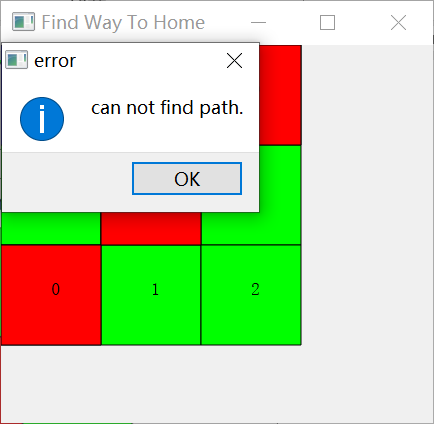 Find Way To Home
error
can not find path.
OK
0 1 2